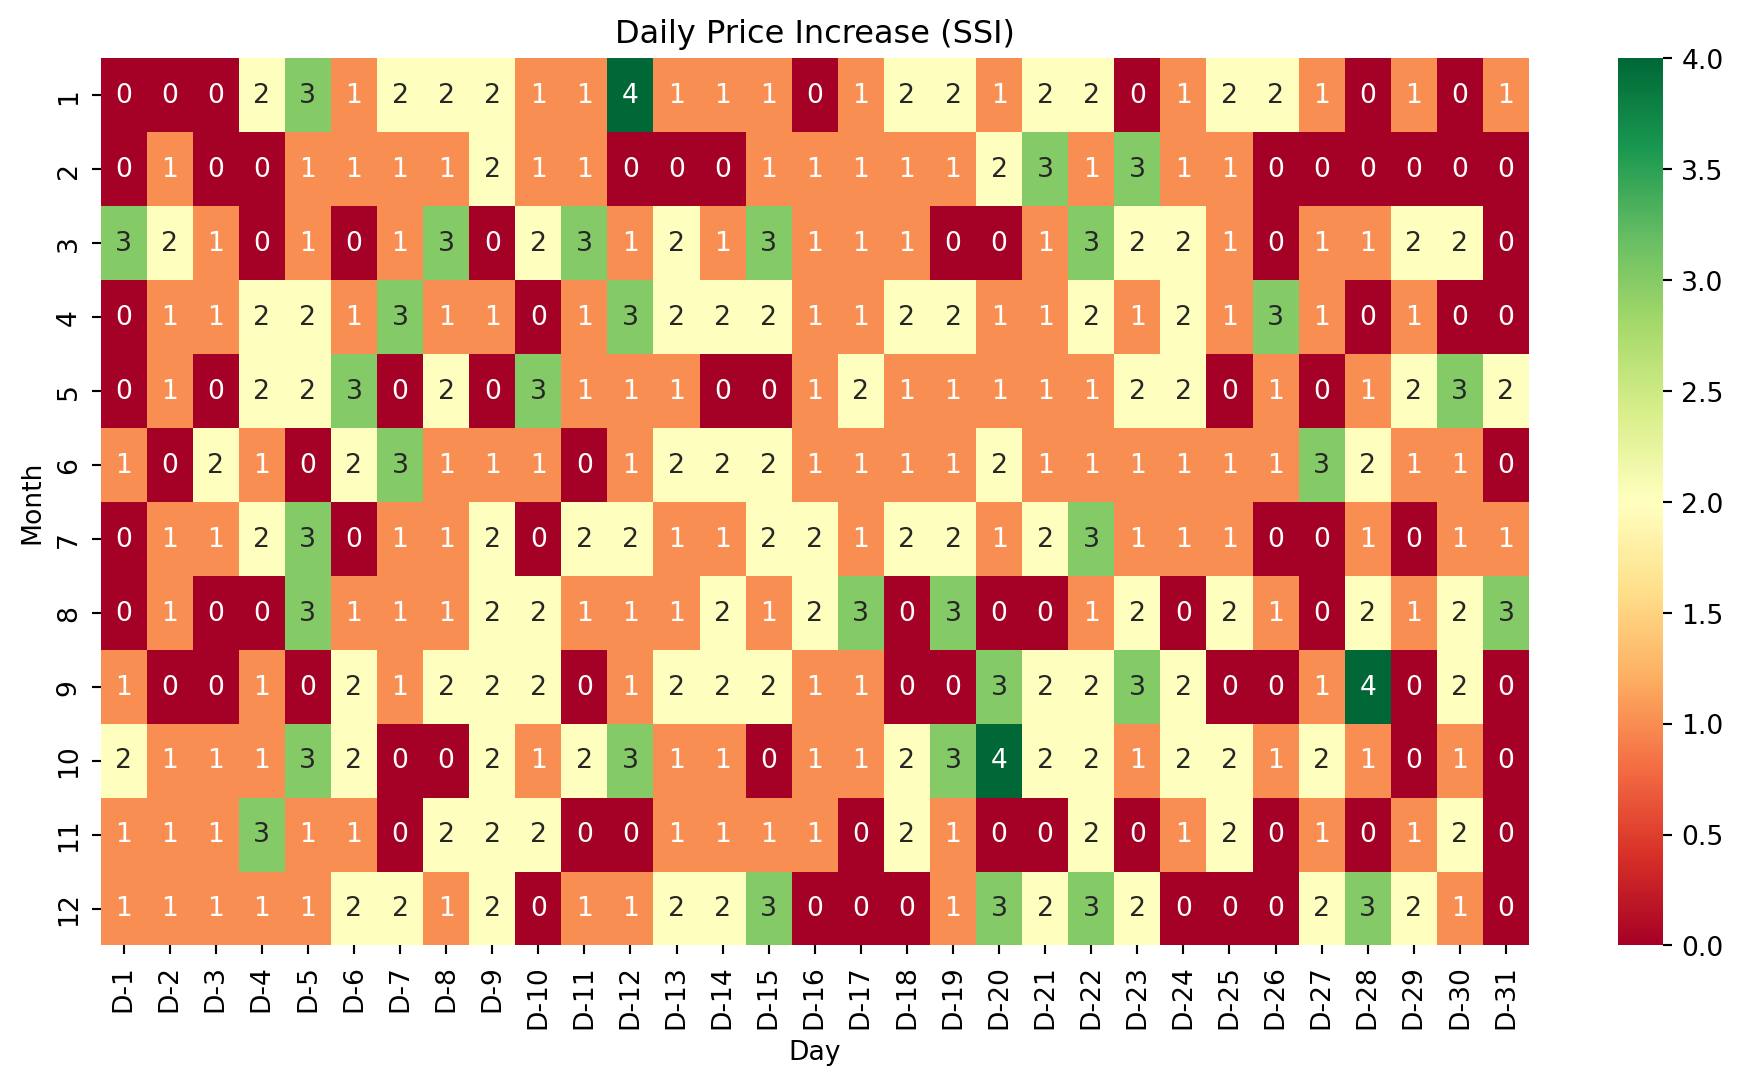 Daily Price Increase (SSI)
1 0 0 0 2 3 1 2 2 2 1 1 4 1 1 1 0 1 2 2 1 2 2 0 1 2 2 1 0 1 0 1
2 0 1 0 0 1 1 1 1 2 1 1 0 0 0 1 1 1 1 1 2 3 1 3 1 1 0 0 0 0 0 0
3 3 2 1 0 1 0 1 3 0 2 3 1 2 1 3 1 1 1 0 0 1 3 2 2 1 0 1 1 2 2 0
4 0 1 1 2 2 1 3 1 1 0 1 3 2 2 2 1 1 2 2 1 1 2 1 2 1 3 1 0 1 0 0
5 0 1 0 2 2 3 0 2 0 3 1 1 1 0 0 1 2 1 1 1 1 1 2 2 0 1 0 1 2 3 2
6 1 0 2 1 0 2 3 1 1 1 0 1 2 2 2 1 1 1 1 2 1 1 1 1 1 1 3 2 1 1 0
7 0 1 1 2 3 0 1 1 2 0 2 2 1 1 2 2 1 2 2 1 2 3 1 1 1 0 0 1 0 1 1
8 0 1 0 0 3 1 1 1 2 2 1 1 1 2 1 2 3 0 3 0 0 1 2 0 2 1 0 2 1 2 3
9 1 0 0 1 0 2 1 2 2 2 0 1 2 2 2 1 1 0 0 3 2 2 3 2 0 0 1 4 0 2 0
10 2 1 1 1 3 2 0 0 2 1 2 3 1 1 0 1 1 2 3 4 2 2 1 2 2 1 2 1 0 1 0
11 1 1 1 3 1 1 0 2 2 2 0 0 1 1 1 1 0 2 1 0 0 2 0 1 2 0 1 0 1 2 0
12 1 1 1 1 1 2 2 1 2 0 1 1 2 2 3 0 0 0 1 3 2 3 2 0 0 0 2 3 2 1 0
Month
D-1 D-2 D-3 D-4 D-5 D-6 D-7 D-8 D-9 D-10 D-11 D-12 D-13 D-14 D-15 D-16 D-17 D-18 D-19 D-20 D-21 D-22 D-23 D-24 D-25 D-26 D-27 D-28 D-29 D-30 D-31
Day
4.0
3.5
3.0
2.5
2.0
1.5
1.0
0.5
0.0